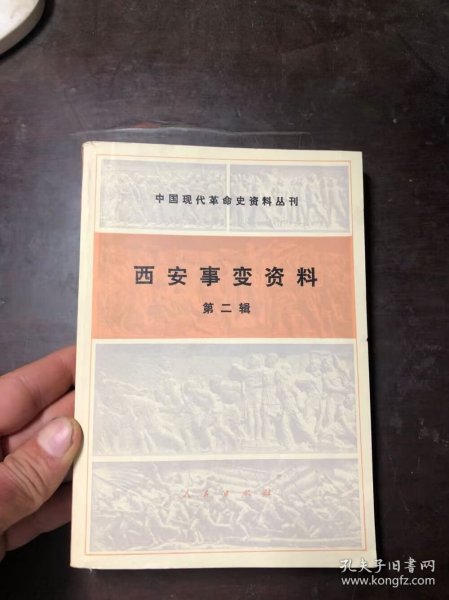 中国现代革命史资料丛刊
西安事变资料
第二辑
人民出版社
孔夫子旧书网
www.kongfz.com